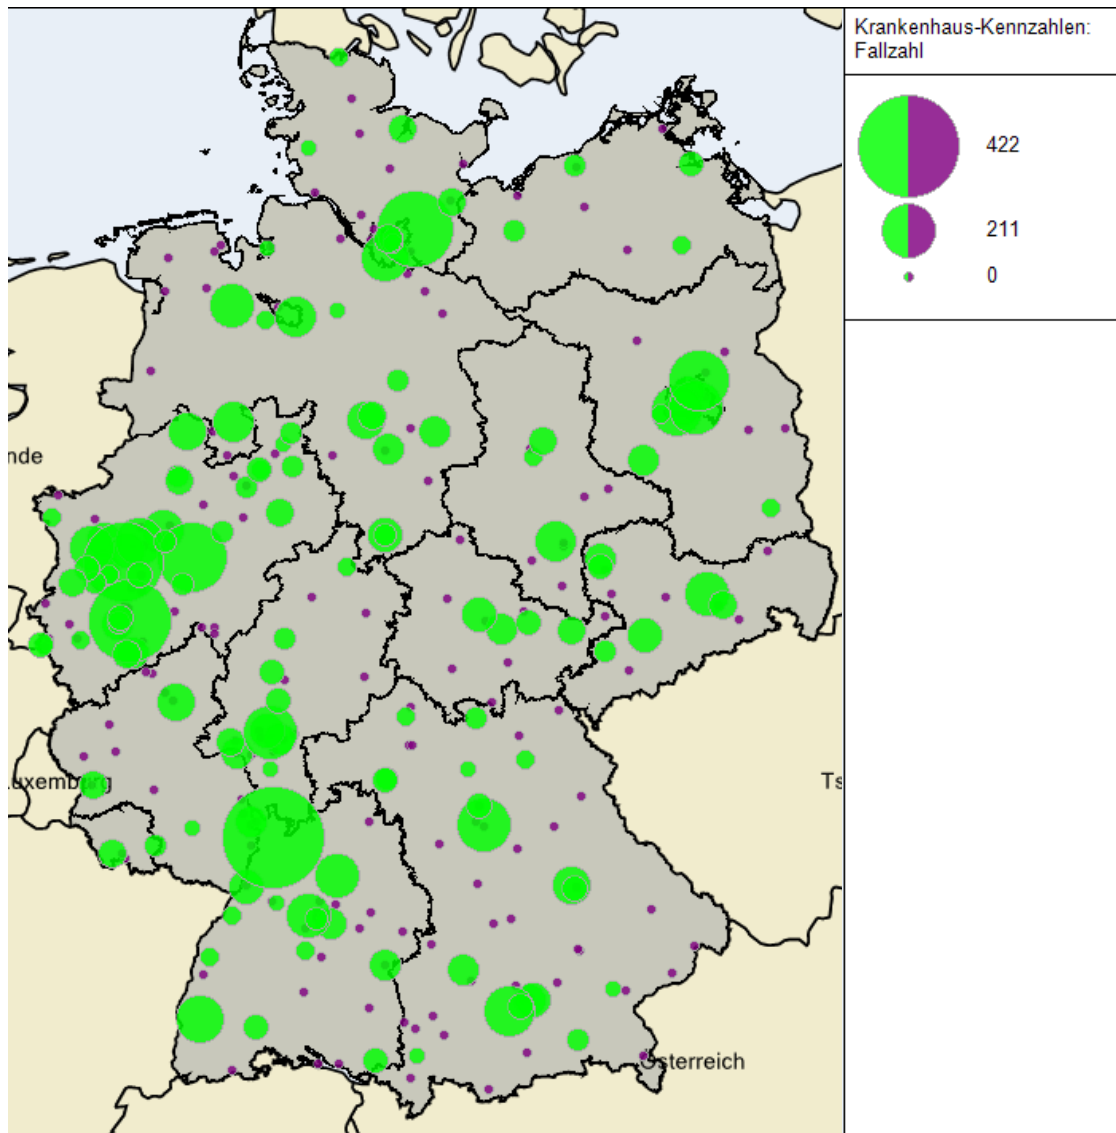 Krankenhaus-Kennzahlen:
Fallzahl
422
211
0
nde
uxemburg
Ts
Österreich